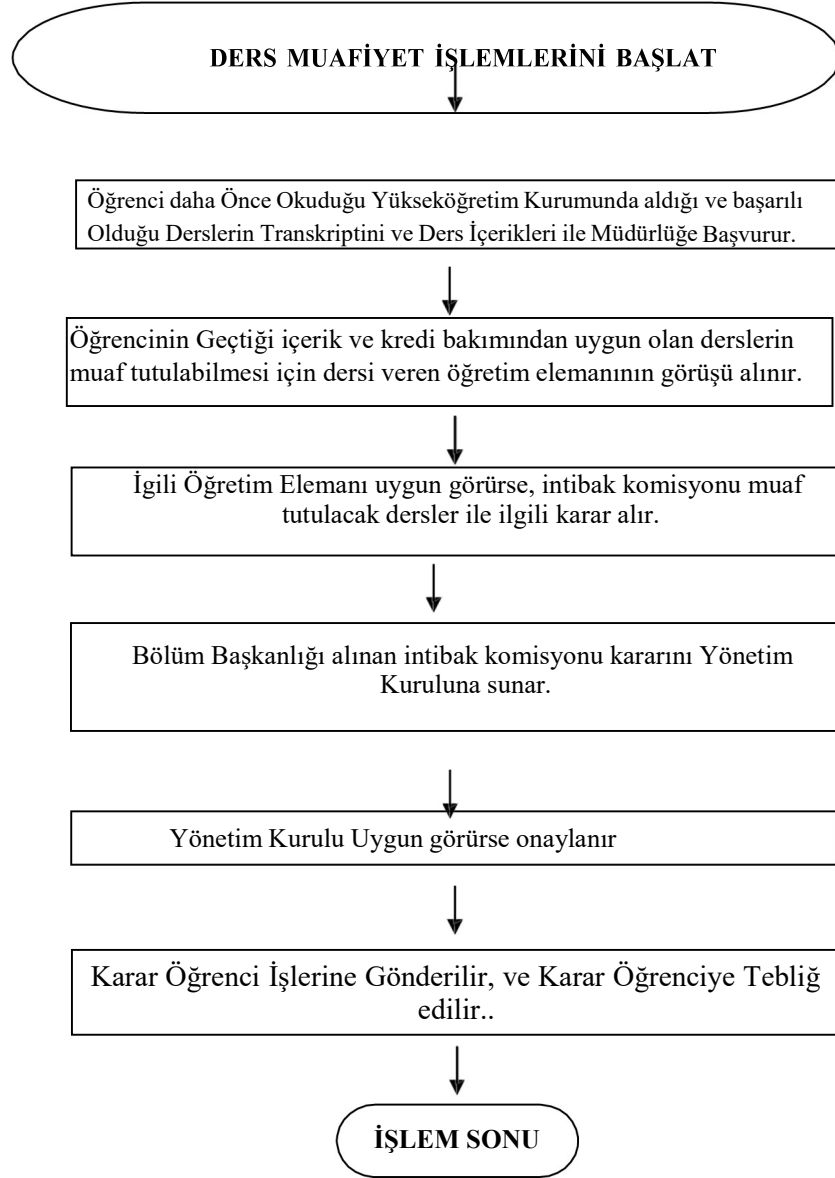 DERS MUAFİYET İŞLEMLERİNİ BAŞLAT
Öğrenci daha Önce Okuduğu Yükseköğretim Kurumunda aldığı ve başarılı
Olduğu Derslerin Transkriptini ve Ders İçerikleri ile Müdürlüğe Başvurur.
Öğrencinin Geçtiği içerik ve kredi bakımından uygun olan derslerin
muaf tutulabilmesi için dersi veren öğretim elemanının görüşü alınır.
İgili Öğretim Elemanı uygun görürse, intibak komisyonu muaf
tutulacak dersler ile ilgili karar alır.
Bölüm Başkanlığı alınan intibak komisyonu kararını Yönetim
Kuruluna sunar.
Yönetim Kurulu Uygun görürse onaylanır
Karar Öğrenci İşlerine Gönderilir, ve Karar Öğrenciye Tebliğ
edilir..
İŞLEM SONU